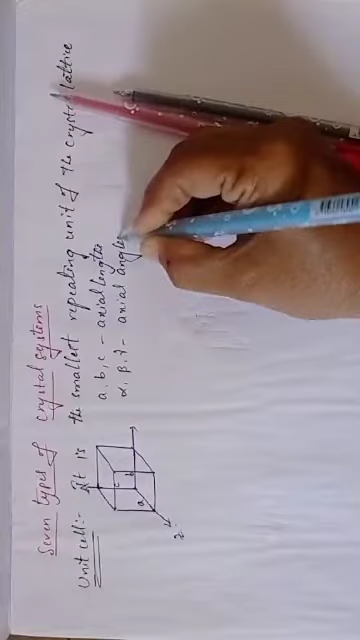 Seven types of crystal systems
Unit cell:- It is the smallest repeating unit of the crystal lattice
a, b, c - axial lengths
α, β, γ - axial angles
c
b
a